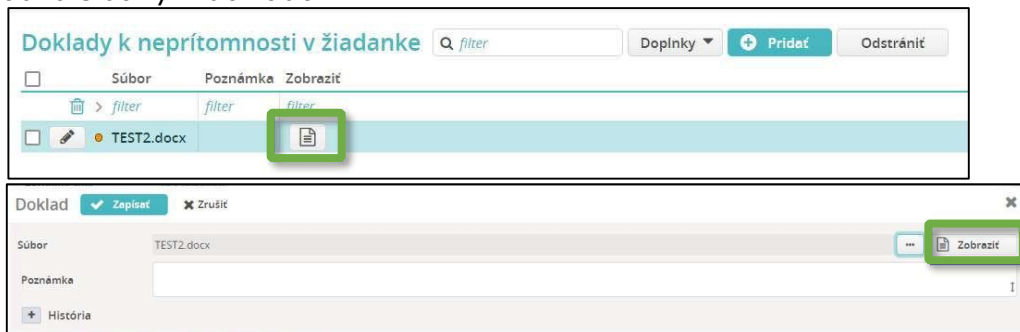 Doklady k neprítomnosti v žiadanke filter Doplnky Pridať Odstrániť
Súbor Poznámka Zobraziť
filter filter filter
TEST2.docx
Doklad Zapísať Zrušiť
Súbor TEST2.docx ... Zobraziť
Poznámka
História